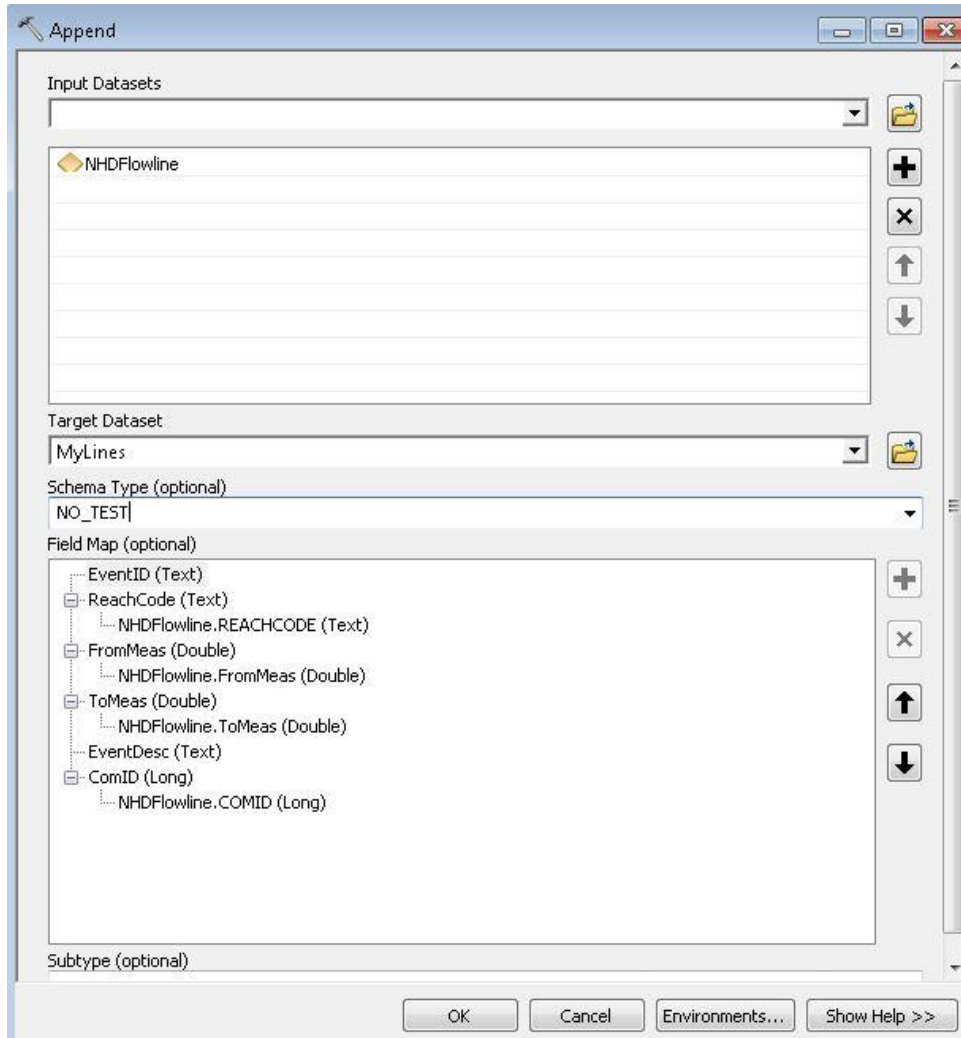 Append
Input Datasets
NHDFlowline
Target Dataset
MyLines
Schema Type (optional)
NO_TEST
Field Map (optional)
EventID (Text)
ReachCode (Text)
NHDFlowline.REACHCODE (Text)
FromMeas (Double)
NHDFlowline.FromMeas (Double)
ToMeas (Double)
NHDFlowline.ToMeas (Double)
EventDesc (Text)
ComID (Long)
NHDFlowline.COMID (Long)
Subtype (optional)
OK Cancel Environments... Show Help >>